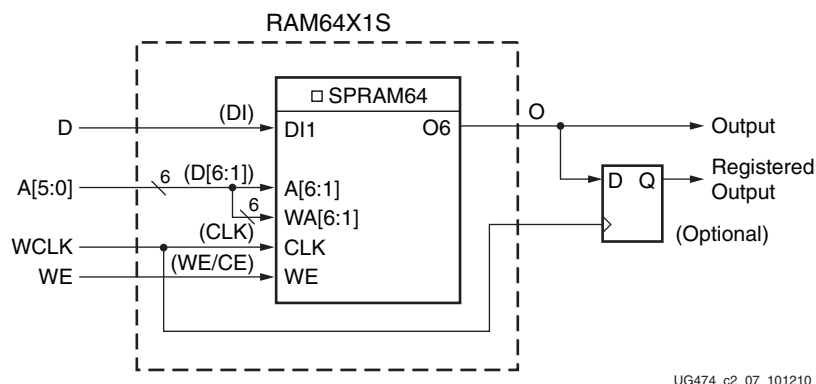 RAM64X1S
□ SPRAM64
D
(DI)
DI1
O6
O
Output
A[5:0]
6
(D[6:1])
A[6:1]
6
WA[6:1]
D Q
Registered
Output
(Optional)
WCLK
(CLK)
CLK
WE
(WE/CE)
WE
UG474_c2_07_101210